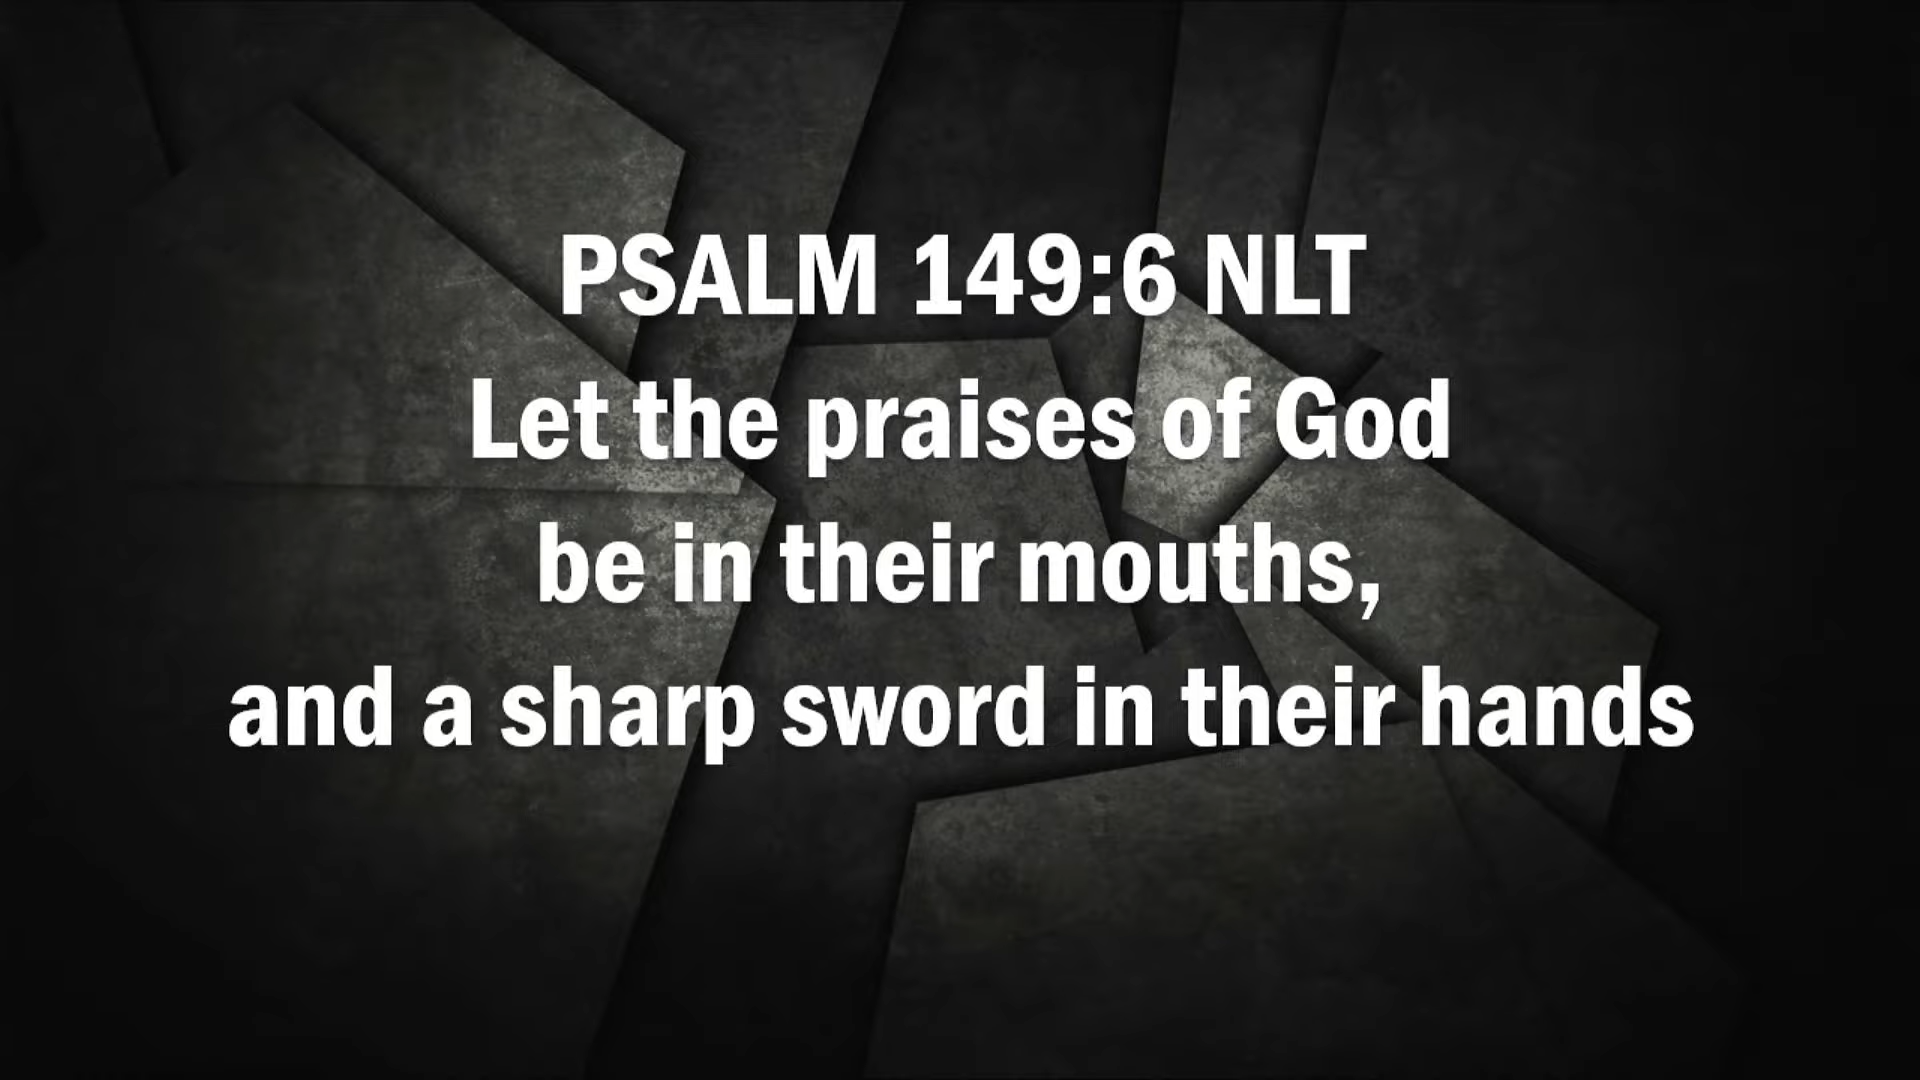 PSALM 149:6 NLT
Let the praises of God
be in their mouths,
and a sharp sword in their hands